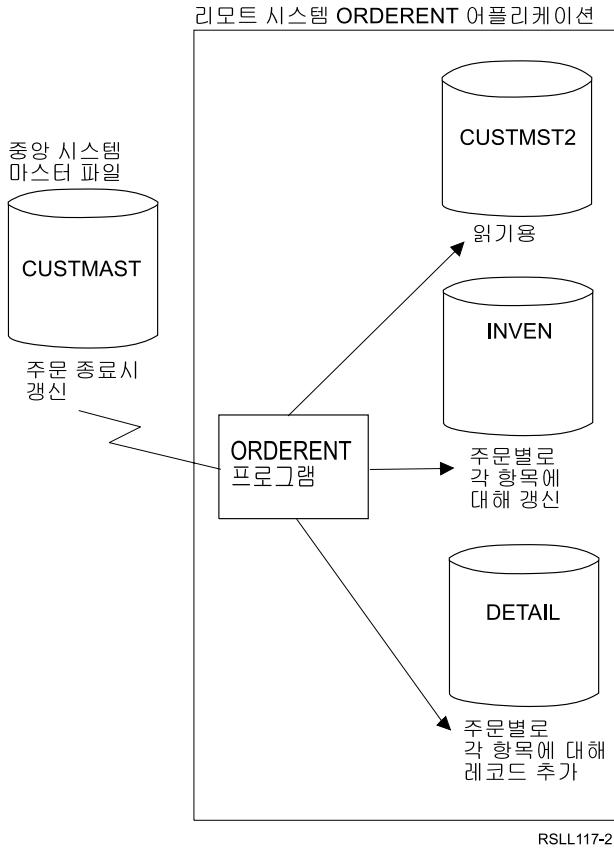 리모트 시스템 ORDERENT 어플리케이션
CUSTMST2
읽기용
중앙 시스템
마스터 파일
CUSTMAST
주문 종료시
갱신
INVEN
주문별로
각 항목에
대해 갱신
ORDERENT
프로그램
DETAIL
주문별로
각 항목에 대해
레코드 추가
RSLL117-2